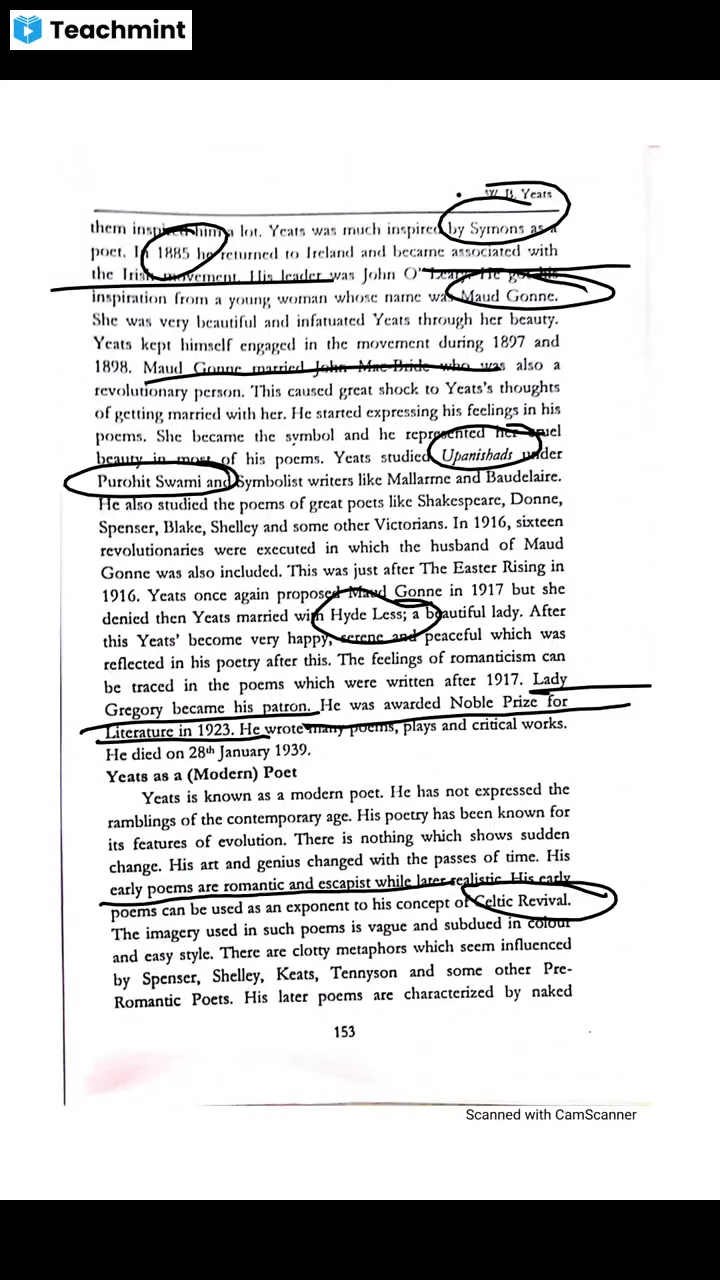 Teachmint
W. B. Yeats
them inspired him a lot. Yeats was much inspired by Symons as a
poet. In 1885 he returned to Ireland and became associated with
the Irish movement. His leader was John O'Leary. He got his
inspiration from a young woman whose name was Maud Gonne.
She was very beautiful and infatuated Yeats through her beauty.
Yeats kept himself engaged in the movement during 1897 and
1898. Maud Gonne married John Mac-Bride who was also a
revolutionary person. This caused great shock to Yeats's thoughts
of getting married with her. He started expressing his feelings in his
poems. She became the symbol and he represented her cruel
beauty in most of his poems. Yeats studied Upanishads under
Purohit Swami and Symbolist writers like Mallarme and Baudelaire.
He also studied the poems of great poets like Shakespeare, Donne,
Spenser, Blake, Shelley and some other Victorians. In 1916, sixteen
revolutionaries were executed in which the husband of Maud
Gonne was also included. This was just after The Easter Rising in
1916. Yeats once again proposed Maud Gonne in 1917 but she
denied then Yeats married with Hyde Less; a beautiful lady. After
this Yeats' become very happy, serene and peaceful which was
reflected in his poetry after this. The feelings of romanticism can
be traced in the poems which were written after 1917. Lady
Gregory became his patron. He was awarded Noble Prize for
Literature in 1923. He wrote many poems, plays and critical works.
He died on 28th January 1939.
Yeats as a (Modern) Poet
Yeats is known as a modern poet. He has not expressed the
ramblings of the contemporary age. His poetry has been known for
its features of evolution. There is nothing which shows sudden
change. His art and genius changed with the passes of time. His
early poems are romantic and escapist while later realistic. His early
poems can be used as an exponent to his concept of Celtic Revival.
The imagery used in such poems is vague and subdued in colour
and easy style. There are clotty metaphors which seem influenced
by Spenser, Shelley, Keats, Tennyson and some other Pre-
Romantic Poets. His later poems are characterized by naked
153
Scanned with CamScanner